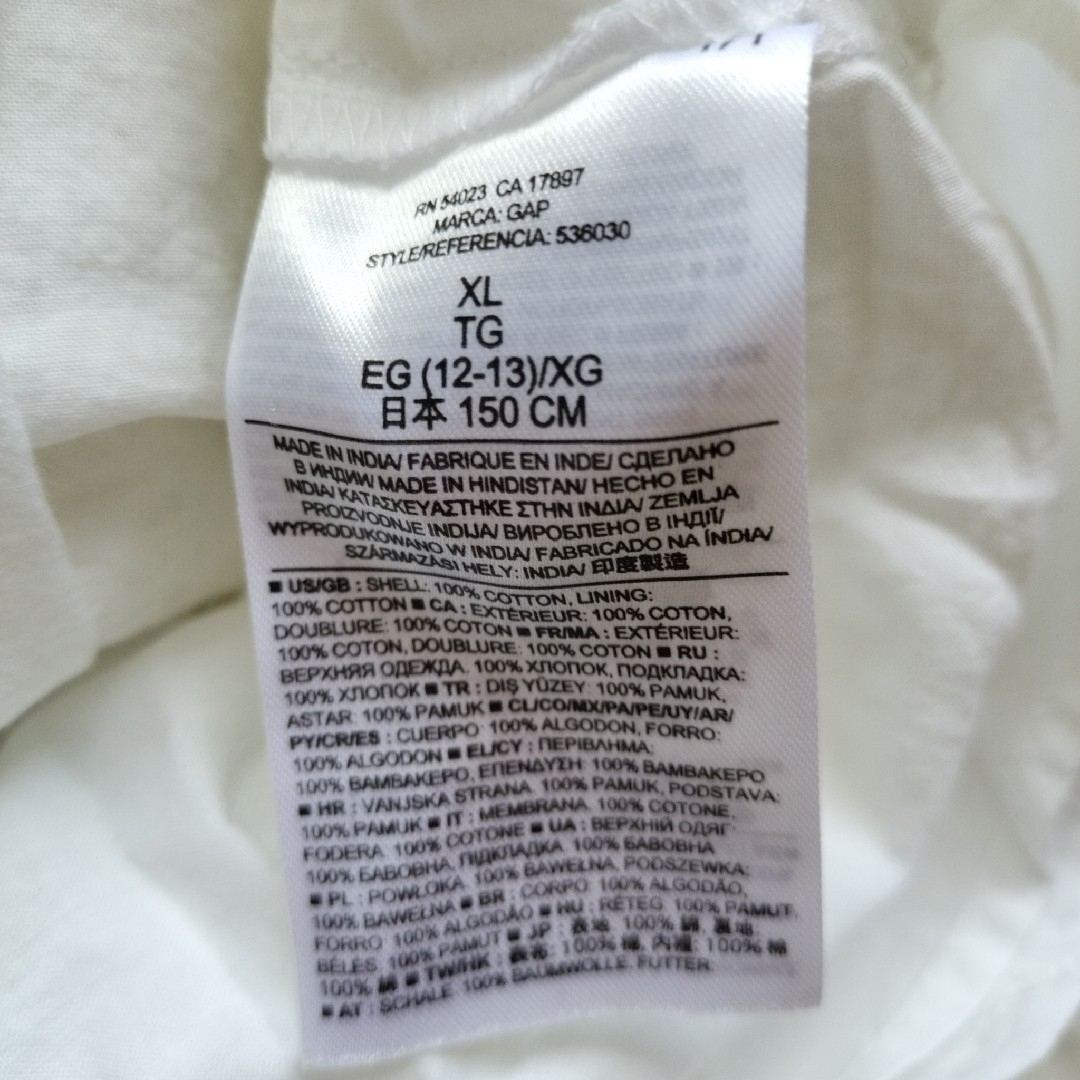 RN 54023 CA 17897
MARCA: GAP
STYLE/REFERENCIA: 536030
XL
TG
EG (12-13)/XG
日本 150 CM
MADE IN INDIA/ FABRIQUE EN INDE/ СДЕЛАНО
В ИНДИИ/ MADE IN HINDISTAN/ HECHO EN
INDIA/ ΚΑΤΑΣΚΕΥΑΣΤΗΚΕ ΣΤΗΝ ΙΝΔΙΑ/ ZEMLJA
PROIZVODNJE INDIJA/ ВИРОБЛЕНО В ІНДІЇ/
WYPRODUKOWANO W INDIA/ FABRICADO NA ÍNDIA/
SZÁRMAZÁSI HELY: INDIA/ 印度製造
■ US/GB : SHELL: 100% COTTON, LINING:
100% COTTON ■ CA : EXTÉRIEUR: 100% COTON,
DOUBLURE: 100% COTON ■ FR/MA : EXTÉRIEUR:
100% COTON, DOUBLURE: 100% COTON ■ RU :
ВЕРХНЯЯ ОДЕЖДА: 100% ХЛОПОК, ПОДКЛАДКА:
100% ХЛОПОК ■ TR : DIŞ YÜZEY: 100% PAMUK,
ASTAR: 100% PAMUK ■ CL/CO/MX/PA/PE/UY/AR/
PY/CR/ES : CUERPO: 100% ALGODON, FORRO:
100% ALGODON ■ EL/CY : ΠΕΡΙΒΛΗΜΑ:
100% ΒΑΜΒΑΚΕΡΟ, ΕΠΕΝΔΥΣΗ: 100% ΒΑΜΒΑΚΕΡΟ
■ HR : VANJSKA STRANA: 100% PAMUK, PODSTAVA:
100% PAMUK ■ IT : MEMBRANA: 100% COTONE,
FODERA: 100% COTONE ■ UA : ВЕРХНІЙ ОДЯГ:
100% БАВОВНА, ПІДКЛАДКА: 100% БАВОВНА
■ PL : POWŁOKA: 100% BAWEŁNA, PODSZEWKA:
100% BAWEŁNA ■ BR : CORPO: 100% ALGODÃO,
FORRO: 100% ALGODÃO ■ HU : RÉTEG: 100% PAMUT,
BÉLÉS: 100% PAMUT ■ JP : 表地: 100% 綿, 裏地:
100% 綿 ■ TW/HK : 表布: 100% 棉, 內裡: 100% 棉
■ AT : SCHALE: 100% BAUMWOLLE, FUTTER: